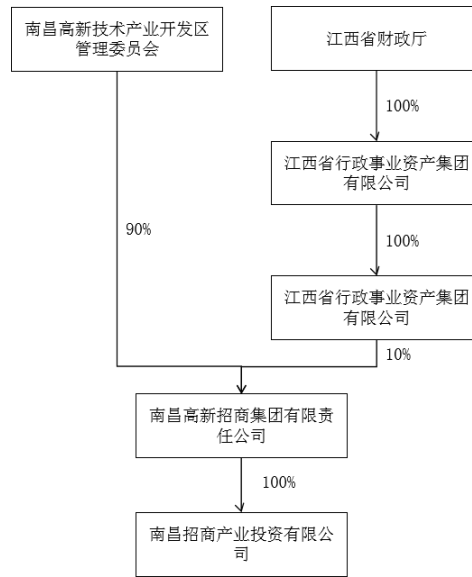 南昌高新技术产业开发区
管理委员会
江西省财政厅
100%
江西省行政事业资产集团
有限公司
90%
100%
江西省行政事业资产集团
有限公司
10%
南昌高新招商集团有限责
任公司
100%
南昌招商产业投资有限公
司